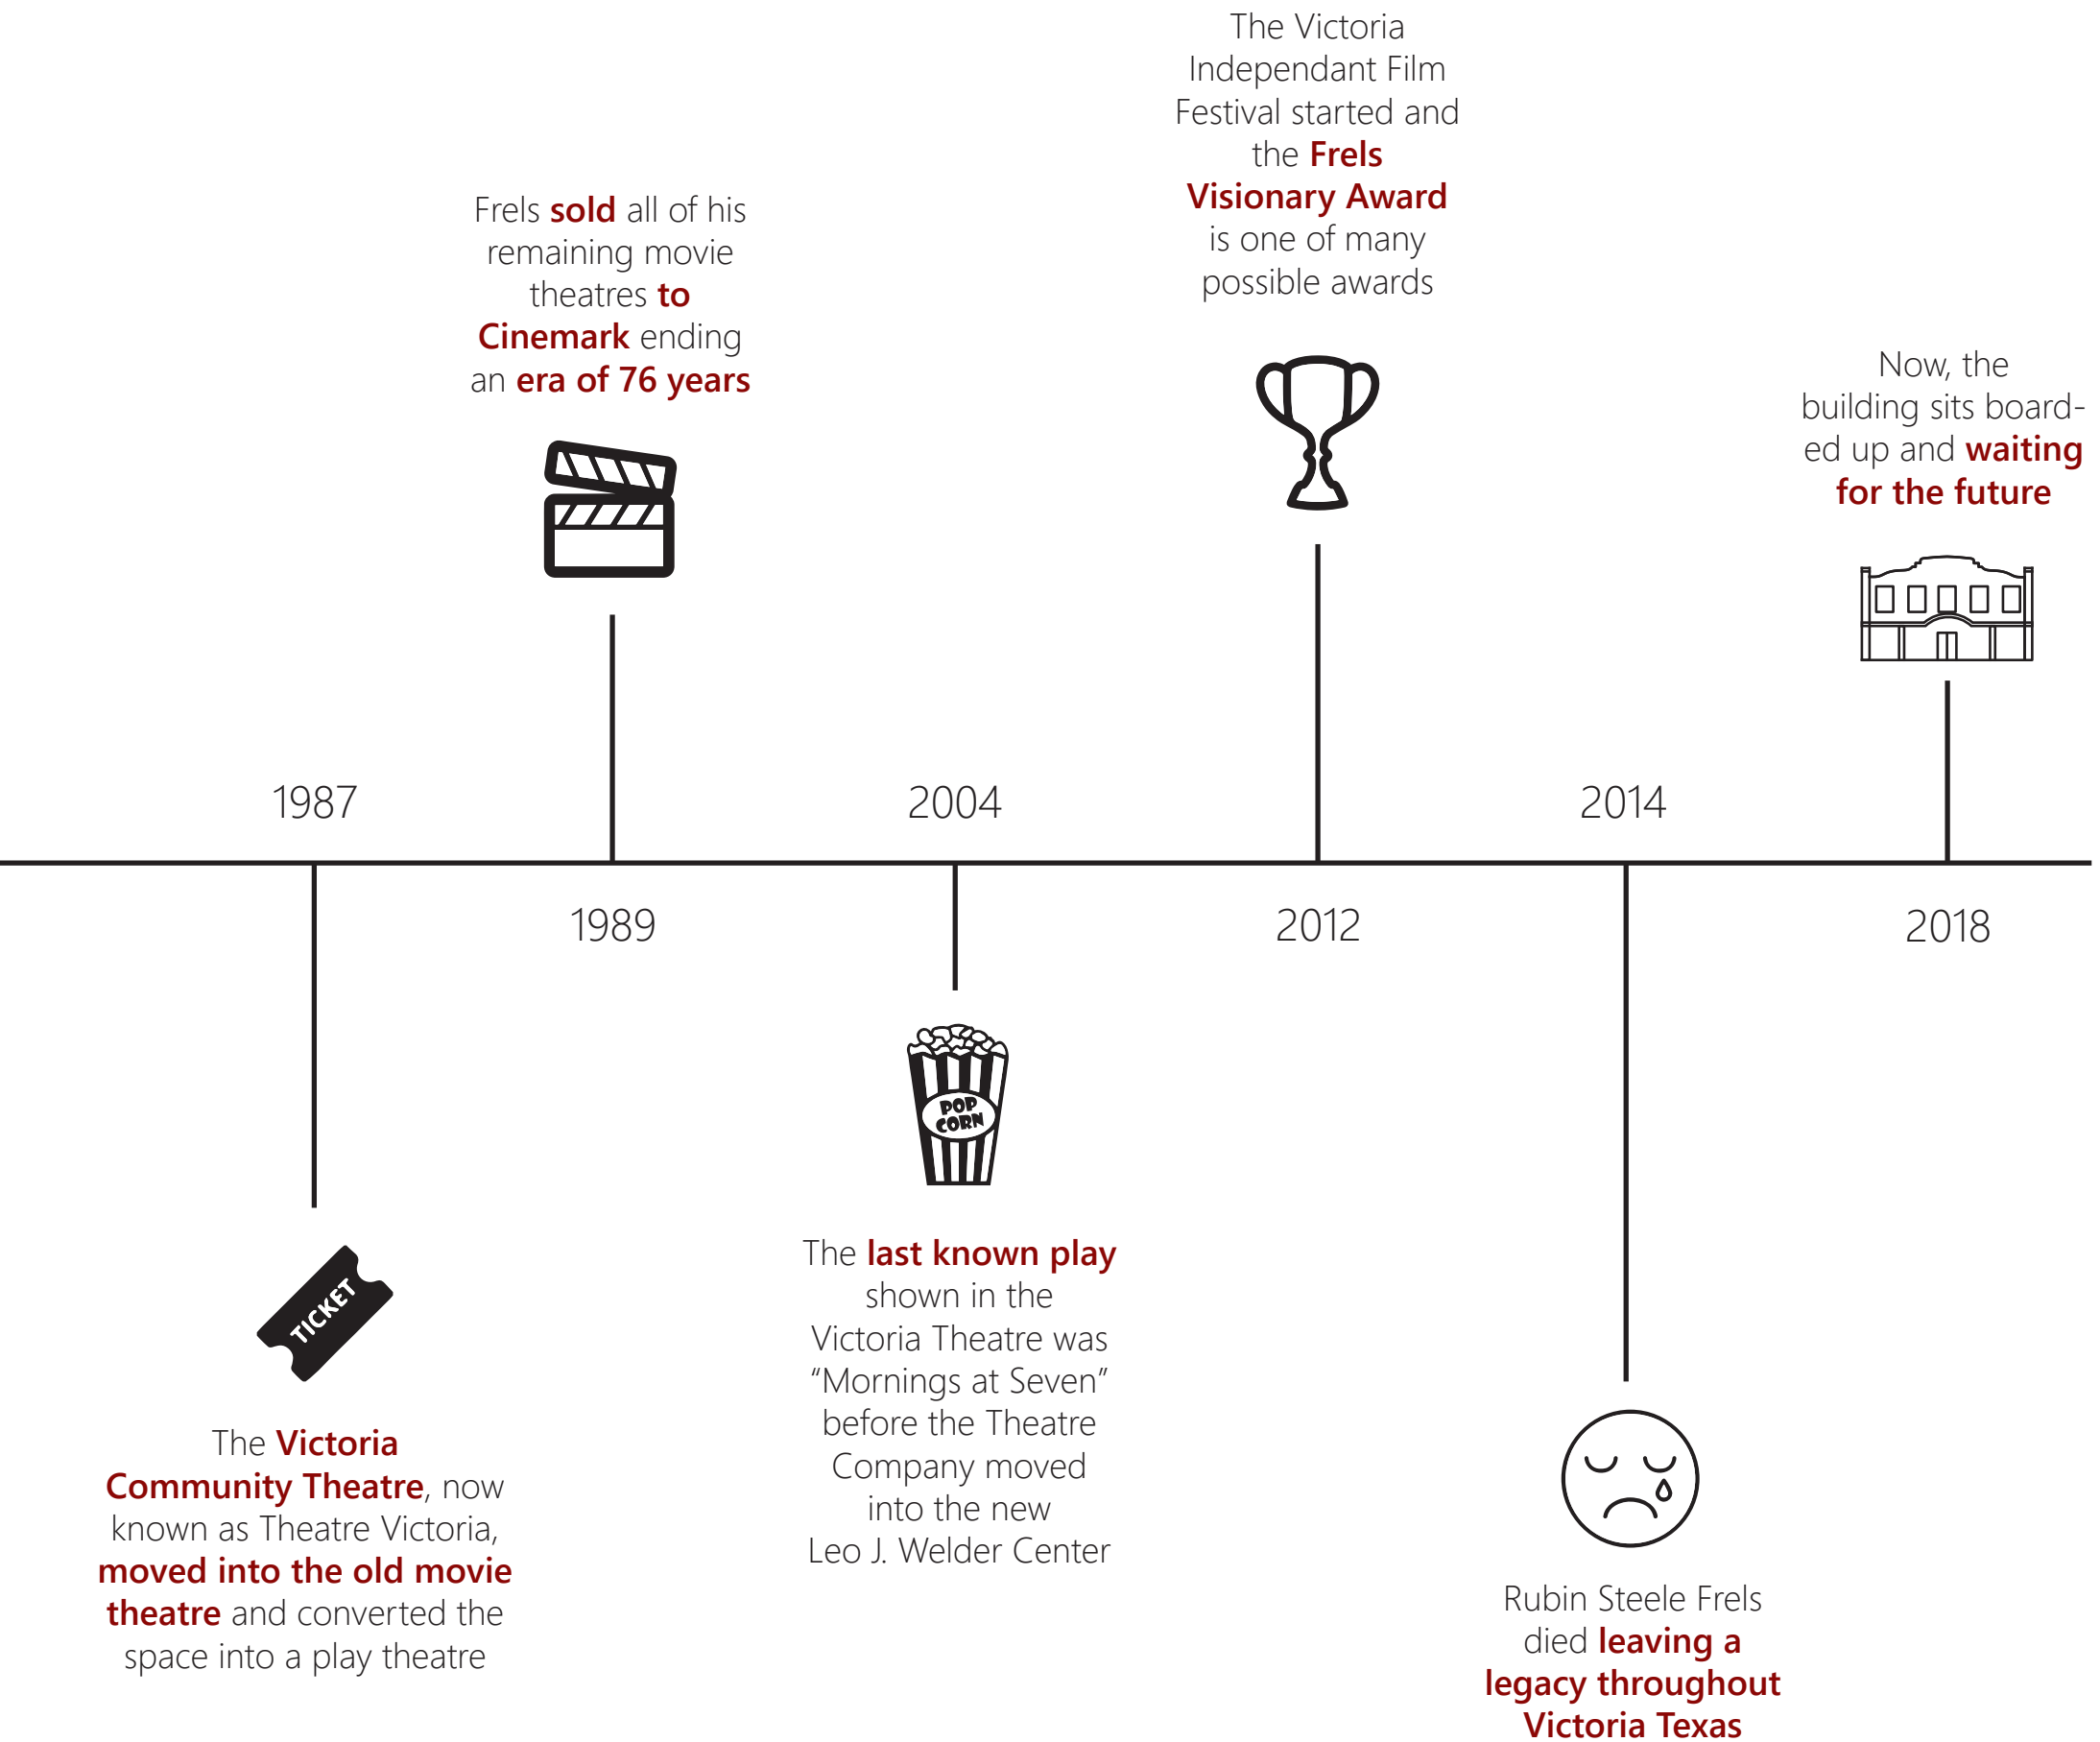 The Victoria
Independant Film
Festival started and
the Frels
Visionary Award
is one of many
possible awards
Frels sold all of his
remaining movie
theatres to
Cinemark ending
an era of 76 years
Now, the
building sits board-
ed up and waiting
for the future
1987
2004
2014
1989
2012
2018
POP
CORN
TICKET
The last known play
shown in the
Victoria Theatre was
“Mornings at Seven”
before the Theatre
Company moved
into the new
Leo J. Welder Center
The Victoria
Community Theatre, now
known as Theatre Victoria,
moved into the old movie
theatre and converted the
space into a play theatre
Rubin Steele Frels
died leaving a
legacy throughout
Victoria Texas